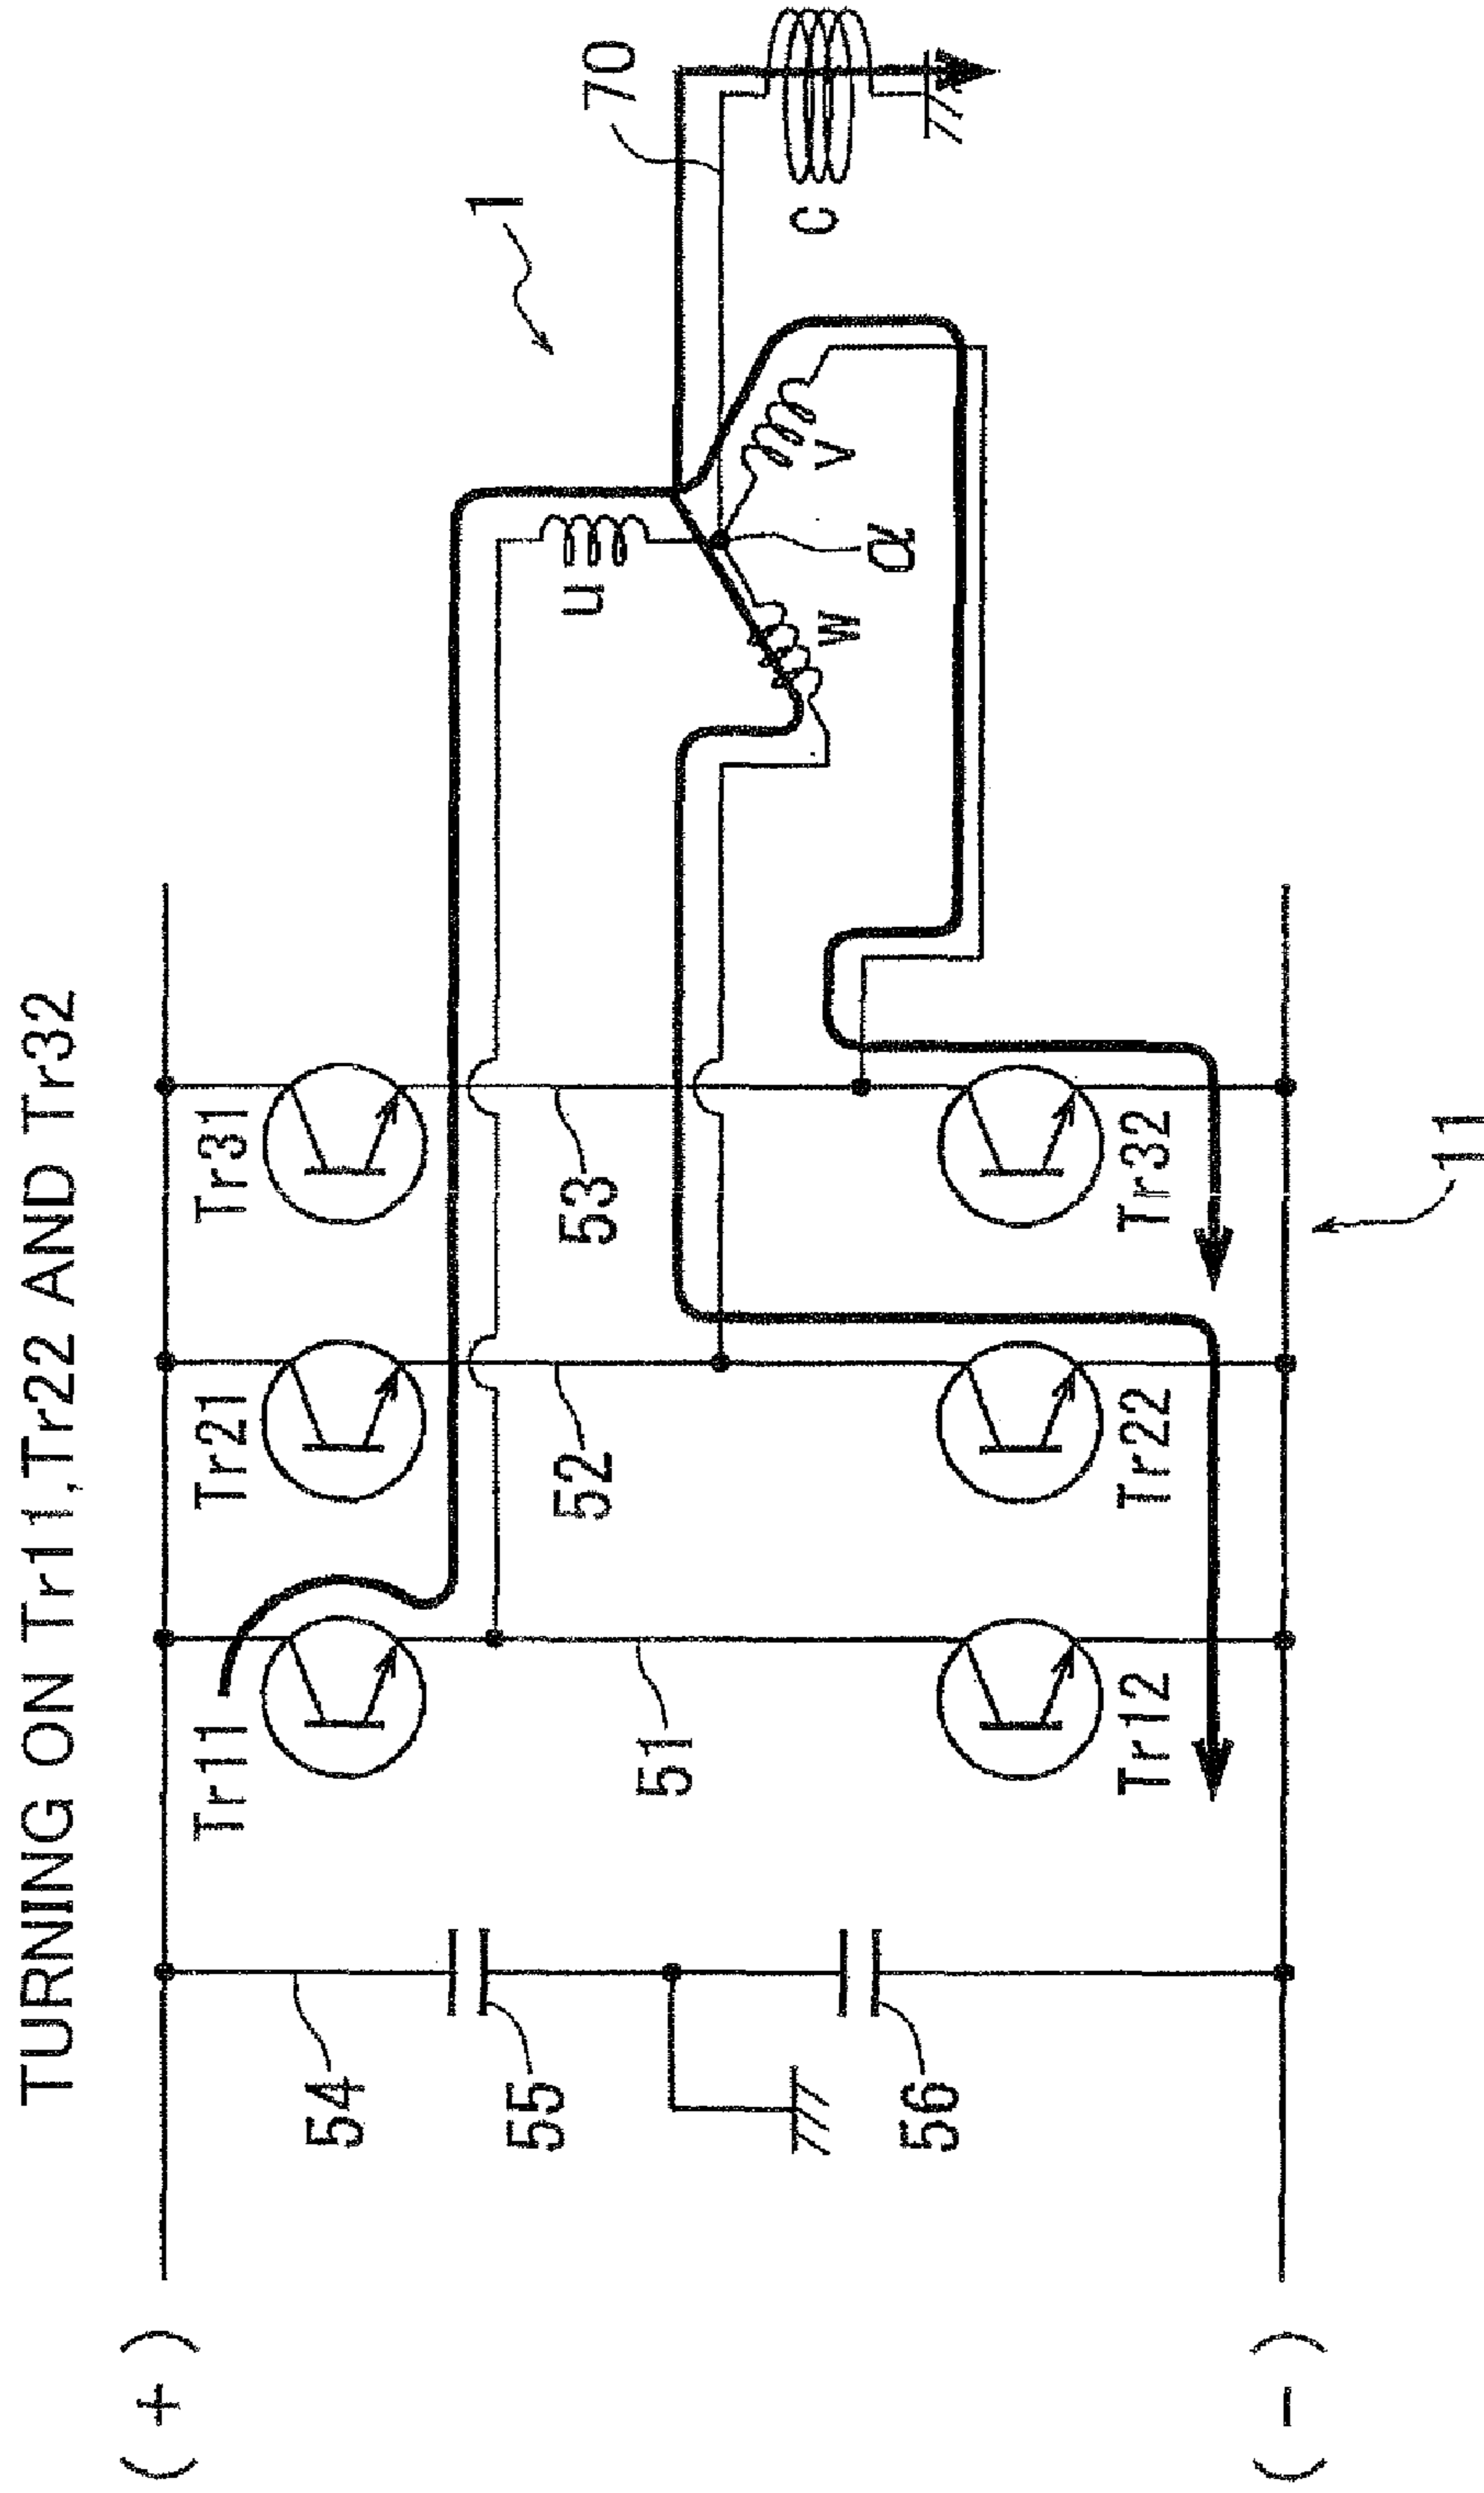 TURNING ON Tr11,Tr22 AND Tr32
(+)
Tr11
Tr21
Tr31
54
55
56
51
52
53
u
v
w
α
1
70
c
Tr12
Tr22
Tr32
(-)
11